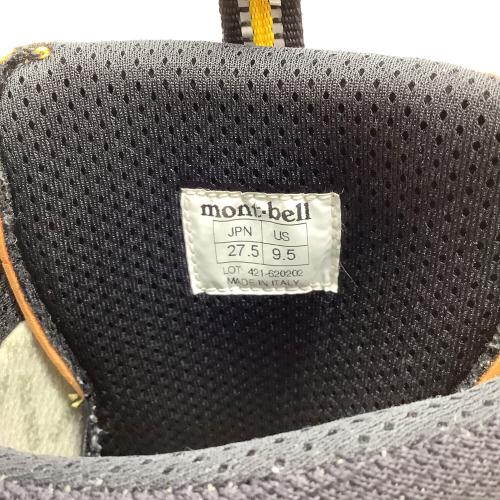 mont-bell
JPN US
27.5 9.5
LOT 421-620202
MADE IN ITALY